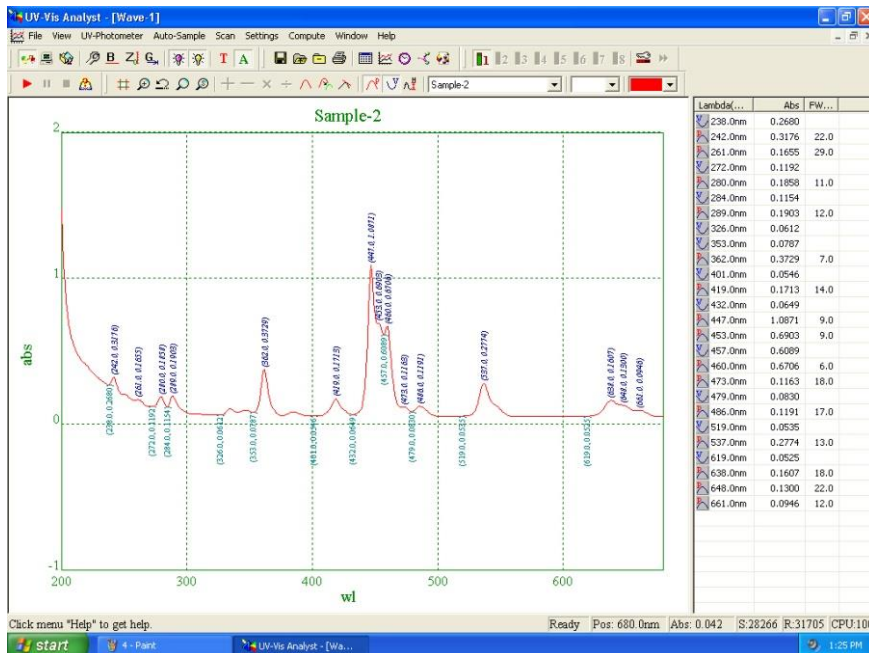 UV-Vis Analyst - [Wave-1]
File View UV-Photometer Auto-Sample Scan Settings Compute Window Help
T A 1 2 3 4 5 6 7 8
Sample-2
Sample-2
2
1
0
-1
abs
(238.0, 0.2680)
(242.0, 0.3176)
(261.0, 0.1655)
(272.0, 0.1192)
(280.0, 0.1858)
(284.0, 0.1154)
(289.0, 0.1903)
(326.0, 0.0612)
(353.0, 0.0787)
(362.0, 0.3729)
(401.0, 0.0546)
(419.0, 0.1713)
(432.0, 0.0649)
(447.0, 1.0871)
(453.0, 0.6903)
(457.0, 0.6089)
(460.0, 0.6706)
(473.0, 0.1163)
(479.0, 0.0830)
(486.0, 0.1191)
(519.0, 0.0535)
(537.0, 0.2774)
(619.0, 0.0525)
(638.0, 0.1607)
(648.0, 0.1300)
(661.0, 0.0946)
200 300 400 500 600
wl
Lambda(... Abs FW...
238.0nm 0.2680
242.0nm 0.3176 22.0
261.0nm 0.1655 29.0
272.0nm 0.1192
280.0nm 0.1858 11.0
284.0nm 0.1154
289.0nm 0.1903 12.0
326.0nm 0.0612
353.0nm 0.0787
362.0nm 0.3729 7.0
401.0nm 0.0546
419.0nm 0.1713 14.0
432.0nm 0.0649
447.0nm 1.0871 9.0
453.0nm 0.6903 9.0
457.0nm 0.6089
460.0nm 0.6706 6.0
473.0nm 0.1163 18.0
479.0nm 0.0830
486.0nm 0.1191 17.0
519.0nm 0.0535
537.0nm 0.2774 13.0
619.0nm 0.0525
638.0nm 0.1607 18.0
648.0nm 0.1300 22.0
661.0nm 0.0946 12.0
Click menu "Help" to get help. Ready Pos: 680.0nm Abs: 0.042 S:28266 R:31705 CPU:100
start 4 - Paint UV-Vis Analyst - [Wa... 1:25 PM